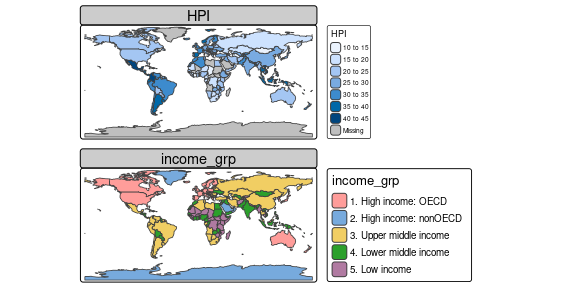 HPI
HPI
10 to 15
15 to 20
20 to 25
25 to 30
30 to 35
35 to 40
40 to 45
Missing
income_grp
income_grp
1. High income: OECD
2. High income: nonOECD
3. Upper middle income
4. Lower middle income
5. Low income